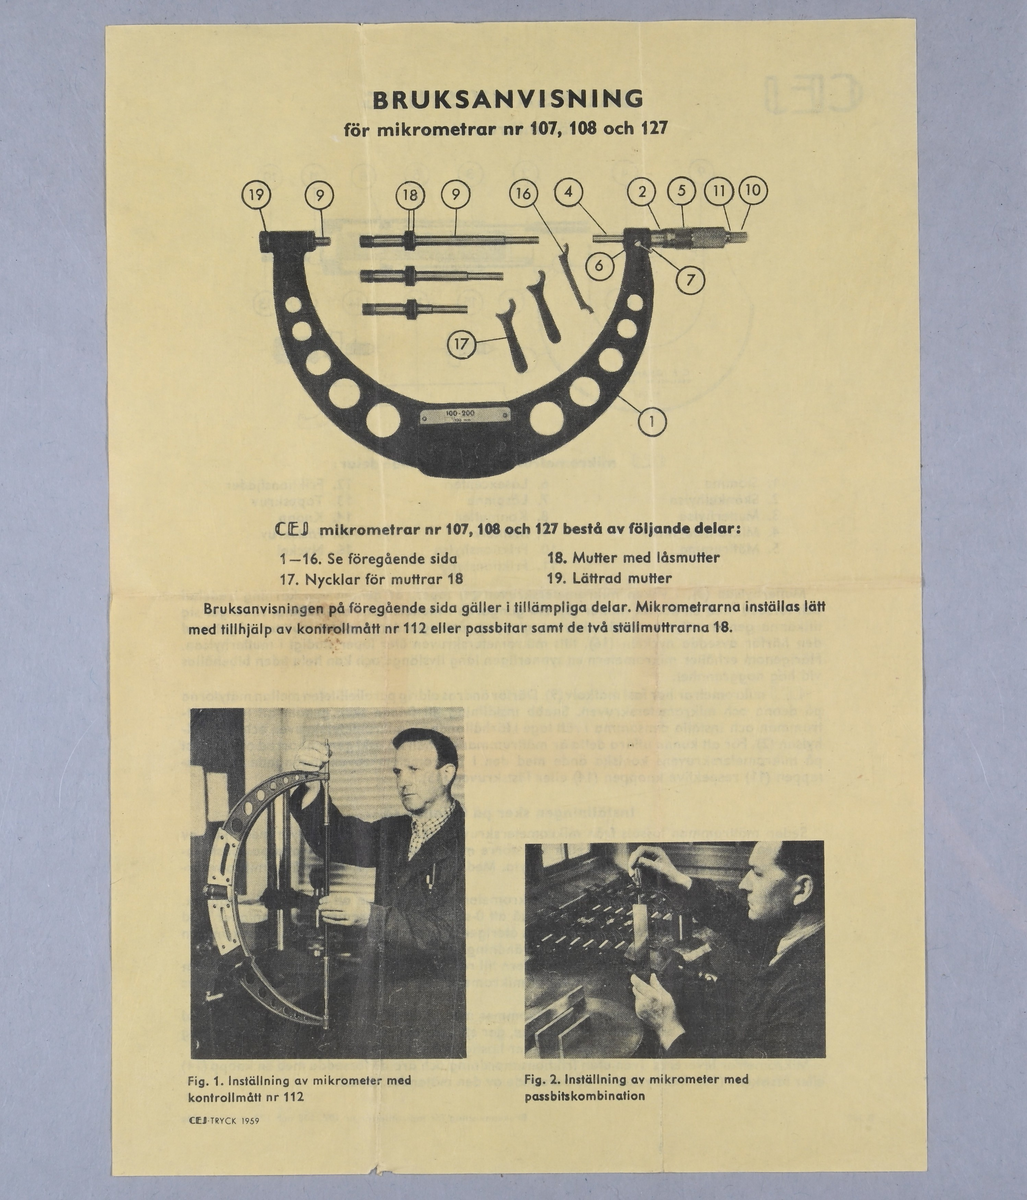 BRUKSANVISNING
för mikrometrar nr 107, 108 och 127
19 9 18 9 16 4 2 5 11 10
6 7
17
1
100-200
CEJ mikrometrar nr 107, 108 och 127 bestå av följande delar:
1—16. Se föregående sida
17. Nycklar för muttrar 18
18. Mutter med låsmutter
19. Lättrad mutter
Bruksanvisningen på föregående sida gäller i tillämpliga delar. Mikrometrarna inställas lätt
med tillhjälp av kontrollmått nr 112 eller passbitar samt de två ställmuttrarna 18.
Fig. 1. Inställning av mikrometer med
kontrollmått nr 112
Fig. 2. Inställning av mikrometer med
passbitskombination
CEJ-TRYCK 1959